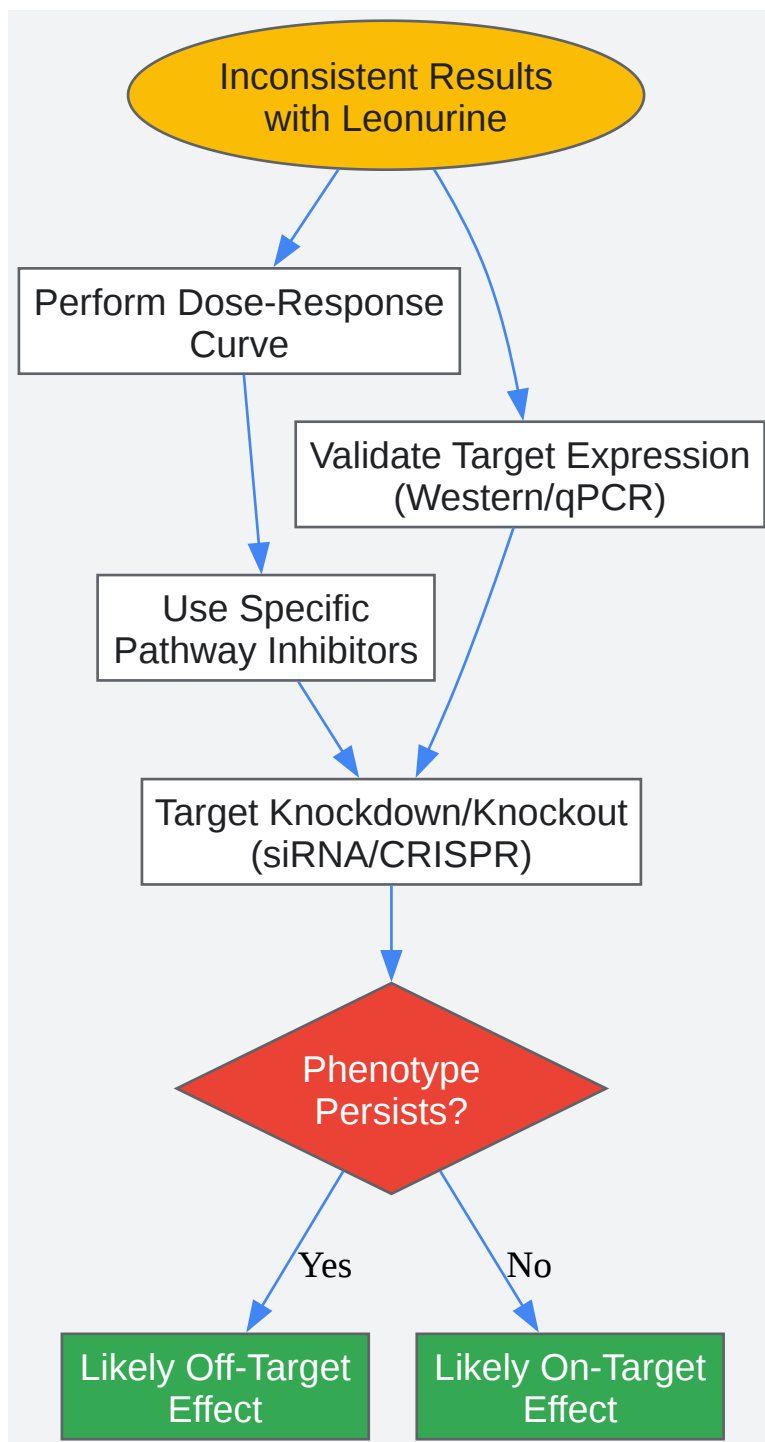 Inconsistent Results
with Leonurine
Perform Dose-Response
Curve
Validate Target Expression
(Western/qPCR)
Use Specific
Pathway Inhibitors
Target Knockdown/Knockout
(siRNA/CRISPR)
Phenotype
Persists?
Yes
No
Likely Off-Target
Effect
Likely On-Target
Effect